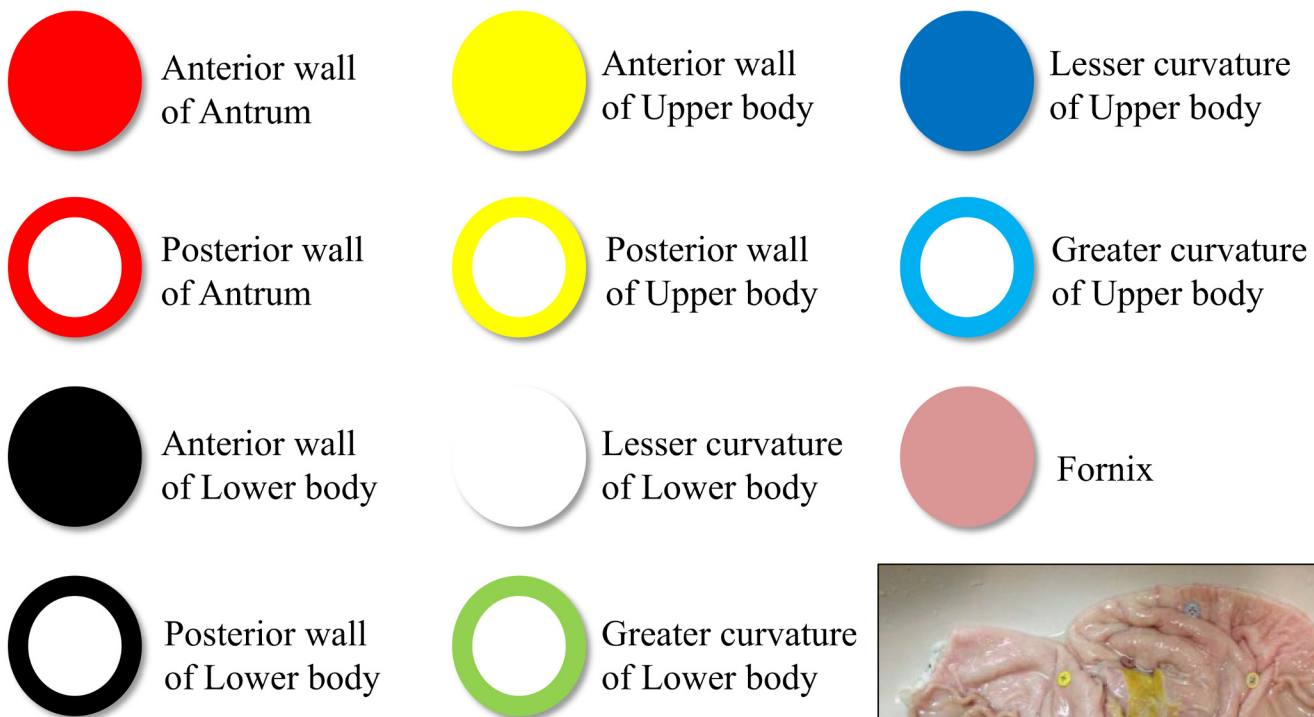 Anterior wall
of Antrum
Anterior wall
of Upper body
Lesser curvature
of Upper body
Posterior wall
of Antrum
Posterior wall
of Upper body
Greater curvature
of Upper body
Anterior wall
of Lower body
Lesser curvature
of Lower body
Fornix
Posterior wall
of Lower body
Greater curvature
of Lower body